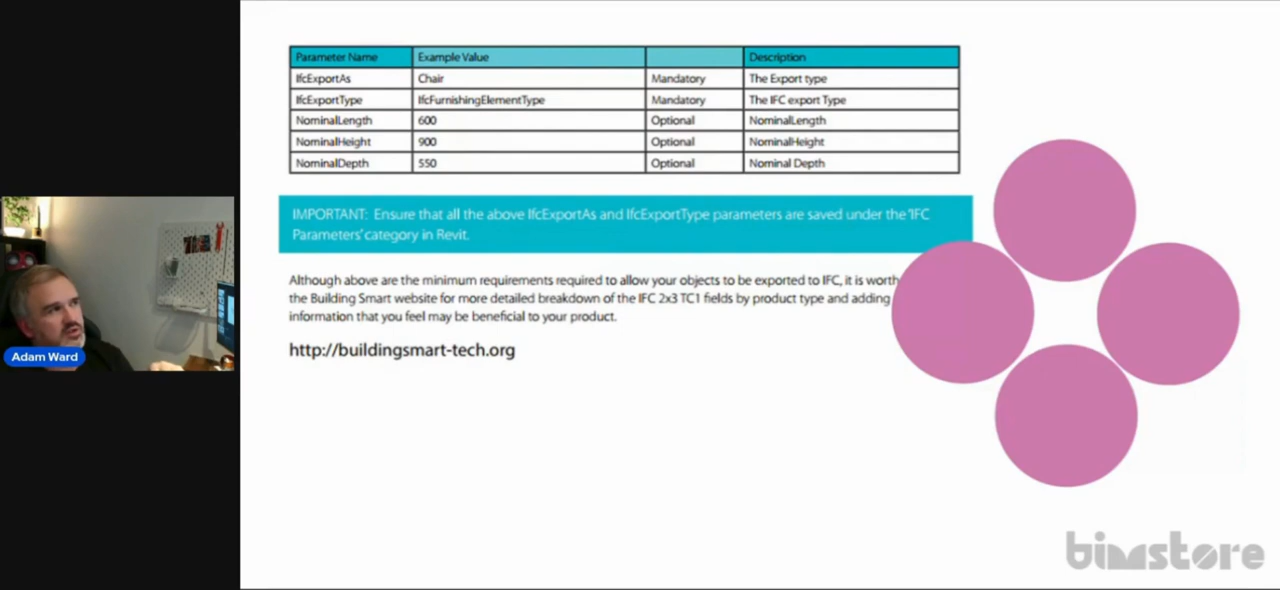 Parameter Name Example Value Description
IfcExportAs Chair Mandatory The Export type
IfcExportType IfcFurnishingElementType Mandatory The IFC export Type
NominalLength 600 Optional NominalLength
NominalHeight 900 Optional NominalHeight
NominalDepth 550 Optional Nominal Depth
IMPORTANT: Ensure that all the above IfcExportAs and IfcExportType parameters are saved under the 'IFC
Parameters' category in Revit.
Although above are the minimum requirements required to allow your objects to be exported to IFC, it is worth
the Building Smart website for more detailed breakdown of the IFC 2x3 TC1 fields by product type and adding
information that you feel may be beneficial to your product.
http://buildingsmart-tech.org
Adam Ward
bimstore